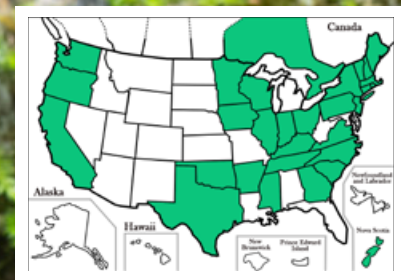 Canada
Alaska
Hawaii
Newfoundland
and Labrador
New
Brunswick
Prince Edward
Island
Nova Scotia